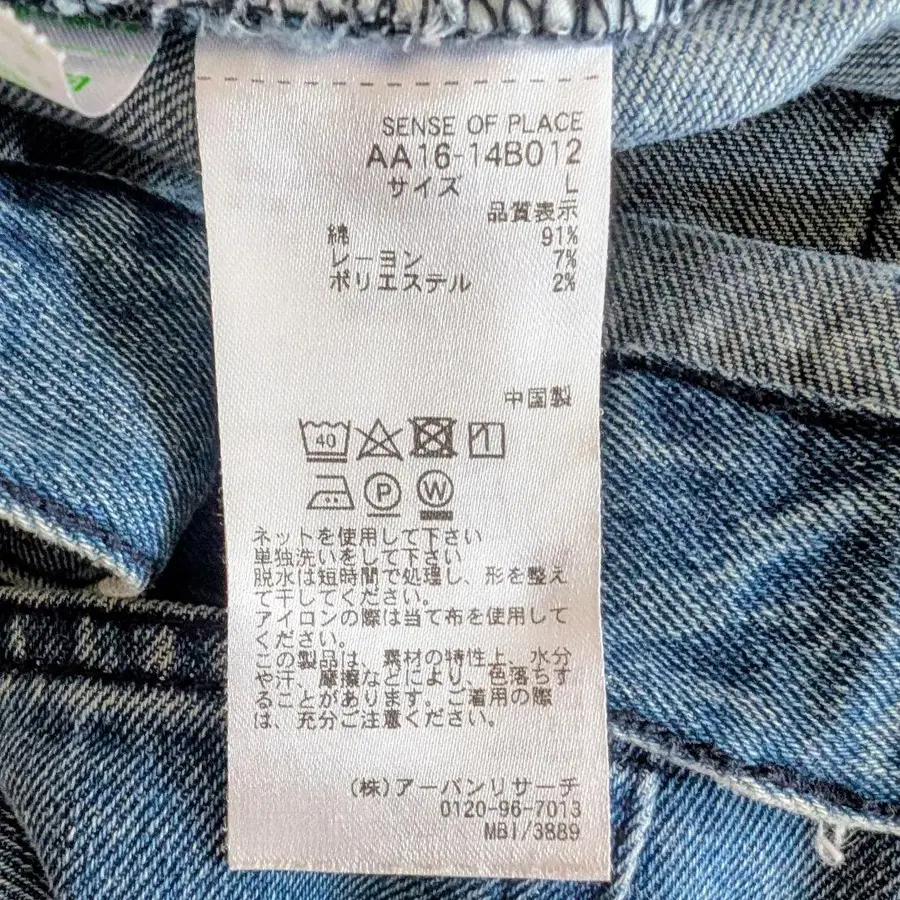 SENSE OF PLACE
AA16-14B012
サイズ L
品質表示
綿 91%
レーヨン 7%
ポリエステル 2%
中国製
40
P W
ネットを使用して下さい
単独洗いをして下さい
脱水は短時間で処理し、形を整え
て干してください。
アイロンの際は当て布を使用して
ください。
この製品は、素材の特性上、水分
や汗、摩擦などにより、色落ちす
ることがあります。ご着用の際
は、充分ご注意ください。
(株)アーバンリサーチ
0120-96-7013
MBI/3889